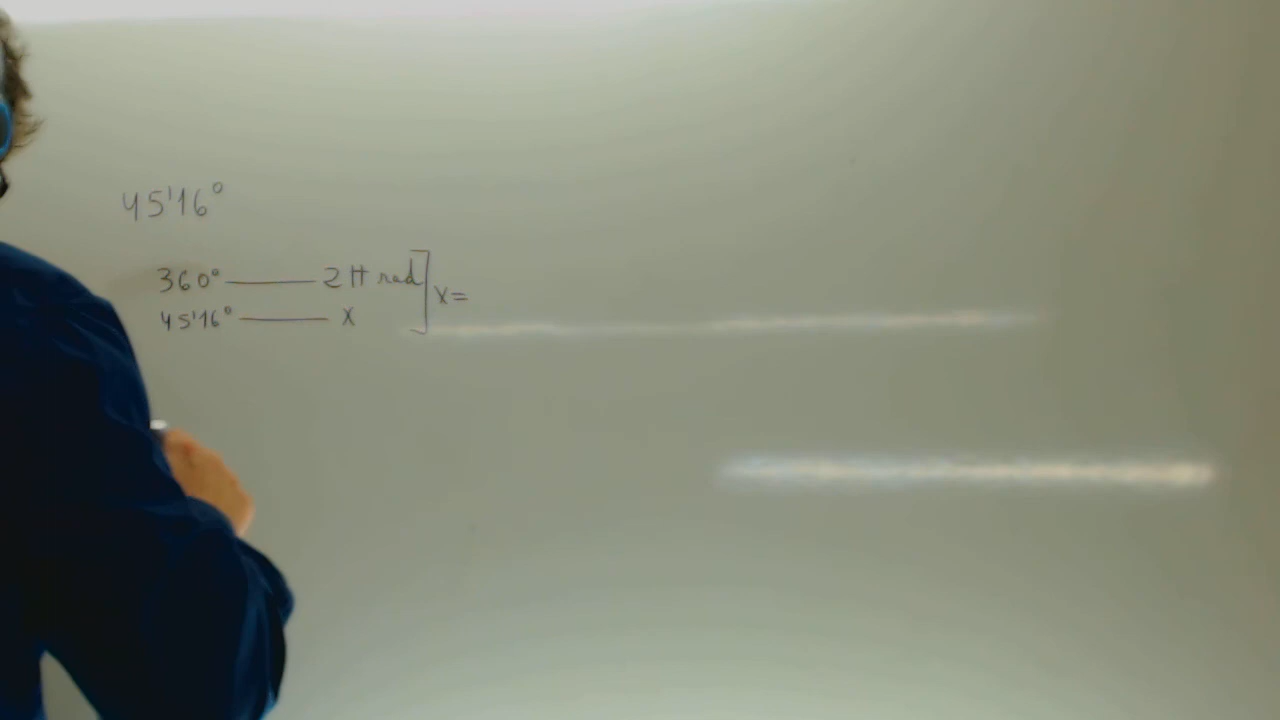 45'16°
360° —— 2π rad
45'16° —— x
x=